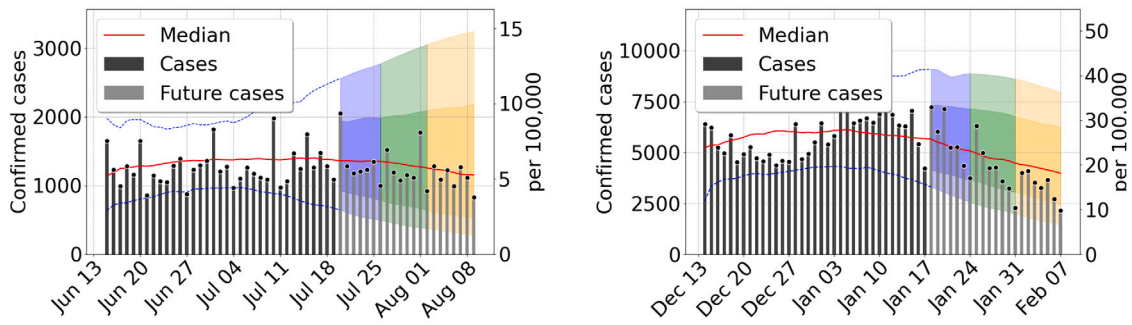 Confirmed cases
3000
2000
1000
0
Median
Cases
Future cases
15
10
5
0
per 100,000
Jun 13
Jun 20
Jun 27
Jul 04
Jul 11
Jul 18
Jul 25
Aug 01
Aug 08
Confirmed cases
10000
7500
5000
2500
0
Median
Cases
Future cases
50
40
30
20
10
0
per 100,000
Dec 13
Dec 20
Dec 27
Jan 03
Jan 10
Jan 17
Jan 24
Jan 31
Feb 07